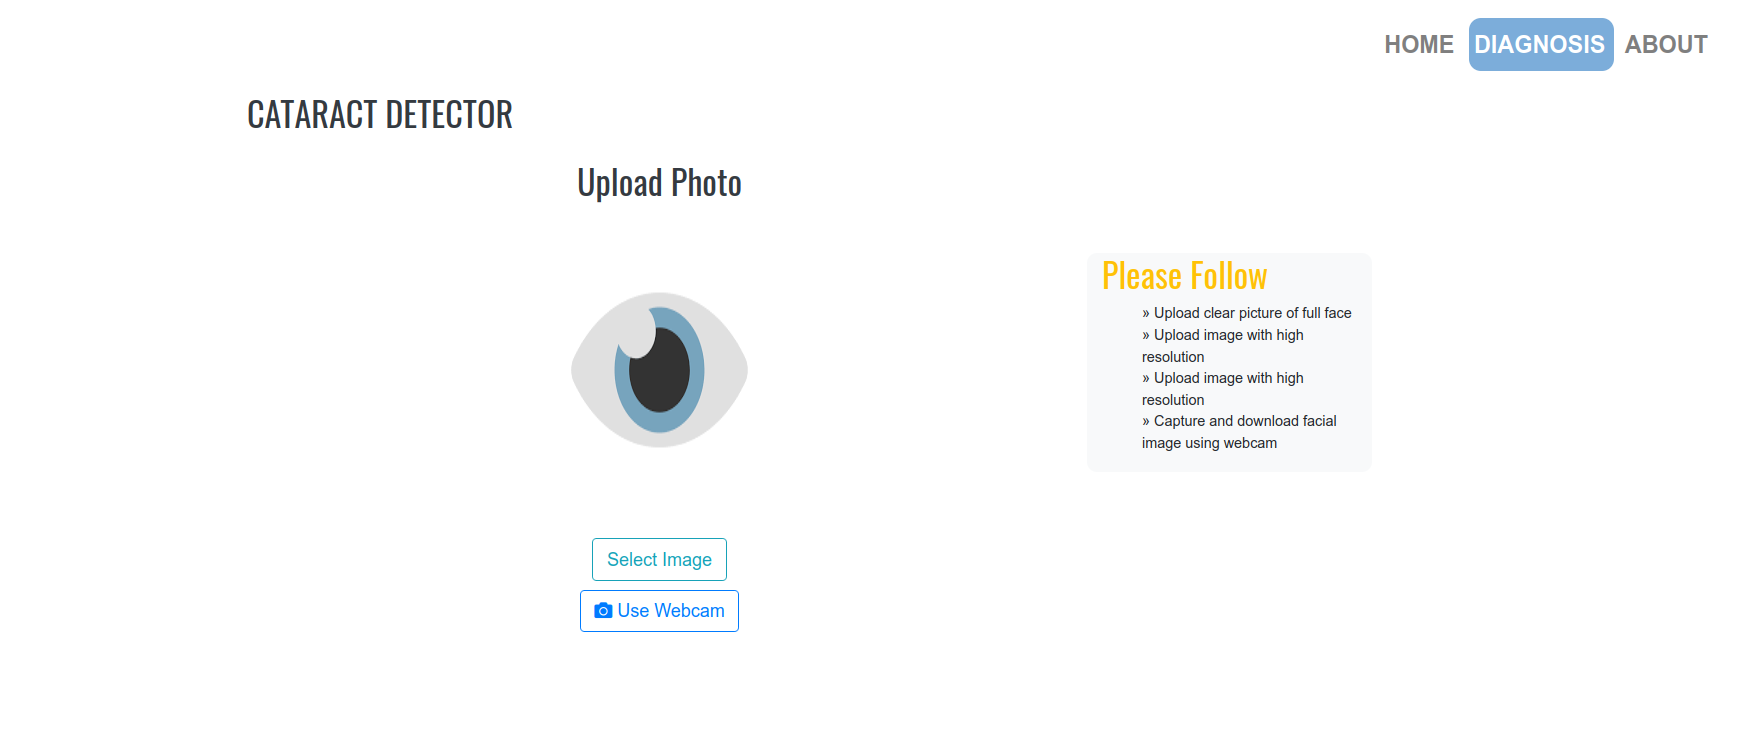 HOME DIAGNOSIS ABOUT
CATARACT DETECTOR
Upload Photo
Please Follow
» Upload clear picture of full face
» Upload image with high
resolution
» Upload image with high
resolution
» Capture and download facial
image using webcam
Select Image
Use Webcam